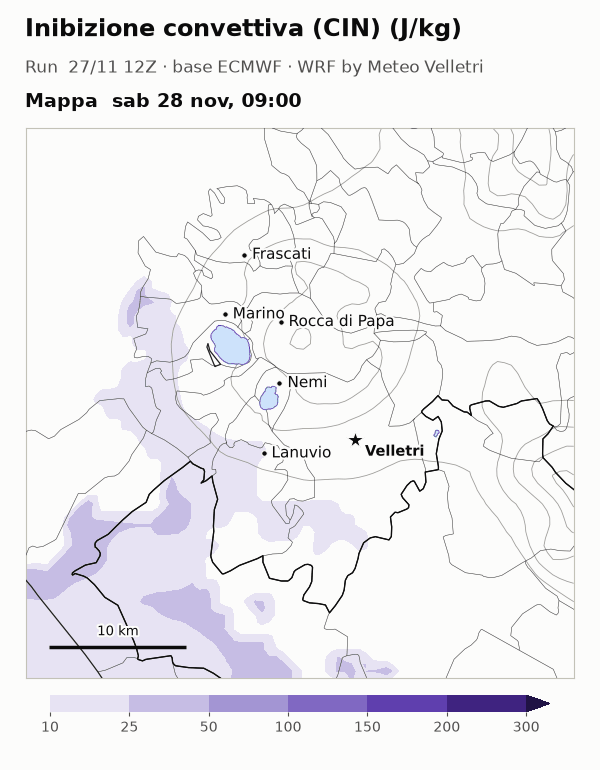 Inibizione convettiva (CIN) (J/kg)
Run  27/11 12Z · base ECMWF · WRF by Meteo Velletri
Mappa  sab 28 nov, 09:00
Frascati
Marino
Rocca di Papa
Nemi
Velletri
Lanuvio
10 km
10 25 50 100 150 200 300